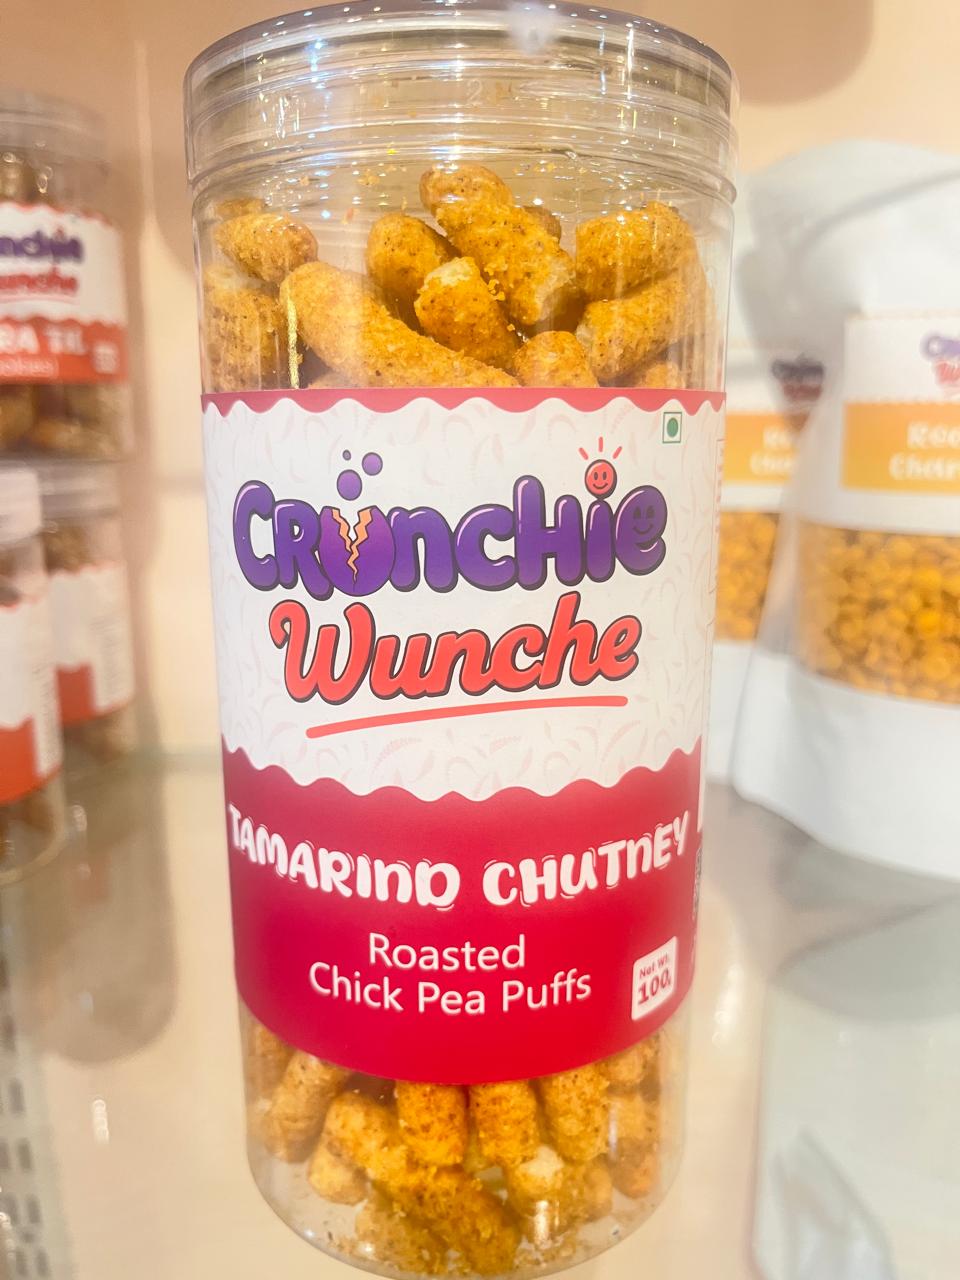 CRUncHie
Wunche
TAMARIND CHUTNEY
Roasted
Chick Pea Puffs
Net Wt.
100g